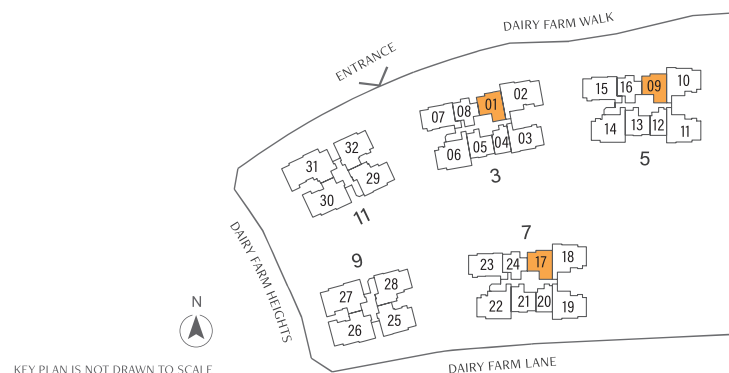 DAIRY FARM WALK
ENTRANCE
15 16 09 10
14 13 12 11
5
07 08 01 02
06 05 04 03
3
31 32
30 29
11
7
23 24 17 18
22 21 20 19
9
27 28
26 25
DAIRY FARM HEIGHTS
N
KEY PLAN IS NOT DRAWN TO SCALE
DAIRY FARM LANE